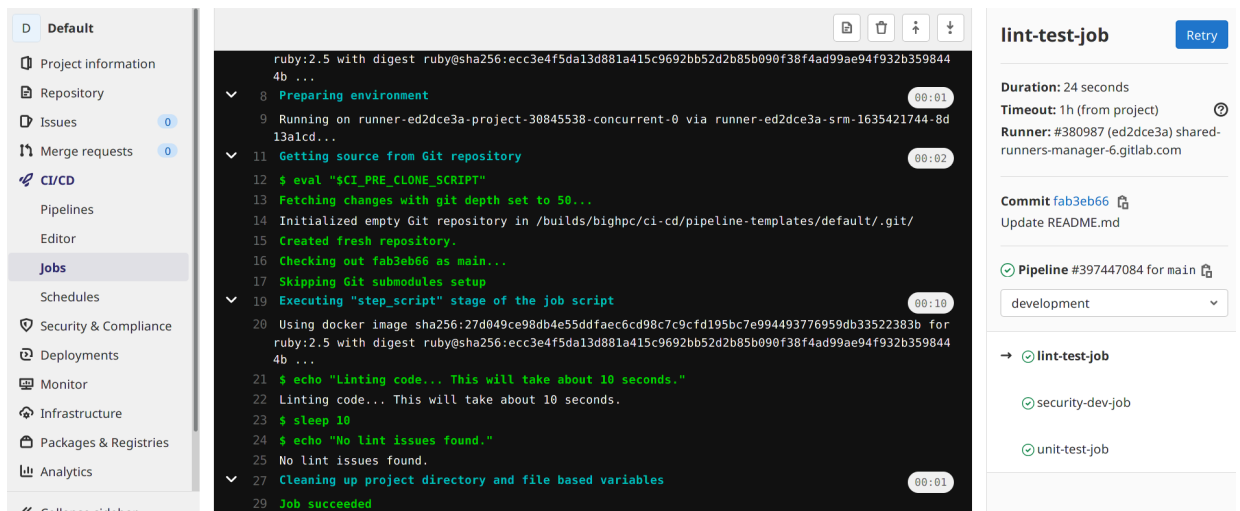 D Default
Project information
Repository
Issues 0
Merge requests 0
CI/CD
Pipelines
Editor
Jobs
Schedules
Security & Compliance
Deployments
Monitor
Infrastructure
Packages & Registries
Analytics
Collapse sidebar
ruby:2.5 with digest ruby@sha256:ecc3e4f5da13d881a415c9692bb52d2b85b090f38f4ad99ae94f932b359844
4b ...
8 Preparing environment 00:01
9 Running on runner-ed2dce3a-project-30845538-concurrent-0 via runner-ed2dce3a-srm-1635421744-8d
13a1cd...
11 Getting source from Git repository 00:02
12 $ eval "$CI_PRE_CLONE_SCRIPT"
13 Fetching changes with git depth set to 50...
14 Initialized empty Git repository in /builds/bighpc/ci-cd/pipeline-templates/default/.git/
15 Created fresh repository.
16 Checking out fab3eb66 as main...
17 Skipping Git submodules setup
19 Executing "step_script" stage of the job script 00:10
20 Using docker image sha256:27d049ce98db4e55ddfaec6cd98c7c9cfd195bc7e994493776959db33522383b for
ruby:2.5 with digest ruby@sha256:ecc3e4f5da13d881a415c9692bb52d2b85b090f38f4ad99ae94f932b359844
4b ...
21 $ echo "Linting code... This will take about 10 seconds."
22 Linting code... This will take about 10 seconds.
23 $ sleep 10
24 $ echo "No lint issues found."
25 No lint issues found.
27 Cleaning up project directory and file based variables 00:01
29 Job succeeded
lint-test-job Retry
Duration: 24 seconds
Timeout: 1h (from project)
Runner: #380987 (ed2dce3a) shared-
runners-manager-6.gitlab.com
Commit fab3eb66
Update README.md
Pipeline #397447084 for main
development
→ lint-test-job
security-dev-job
unit-test-job